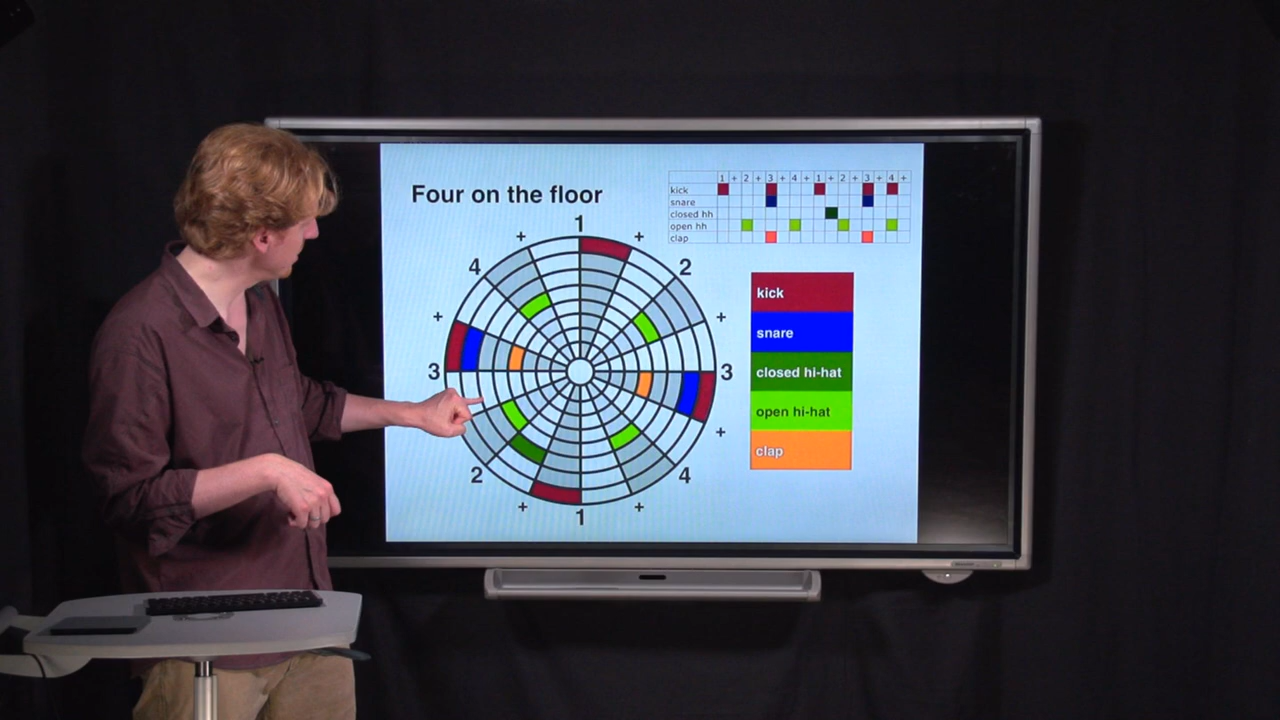 Four on the floor
1 + 2 + 3 + 4 + 1 + 2 + 3 + 4 +
kick
snare
closed hh
open hh
clap
1
+
+
4
2
+
+
3
3
+
2
4
+
+
1
kick
snare
closed hi-hat
open hi-hat
clap